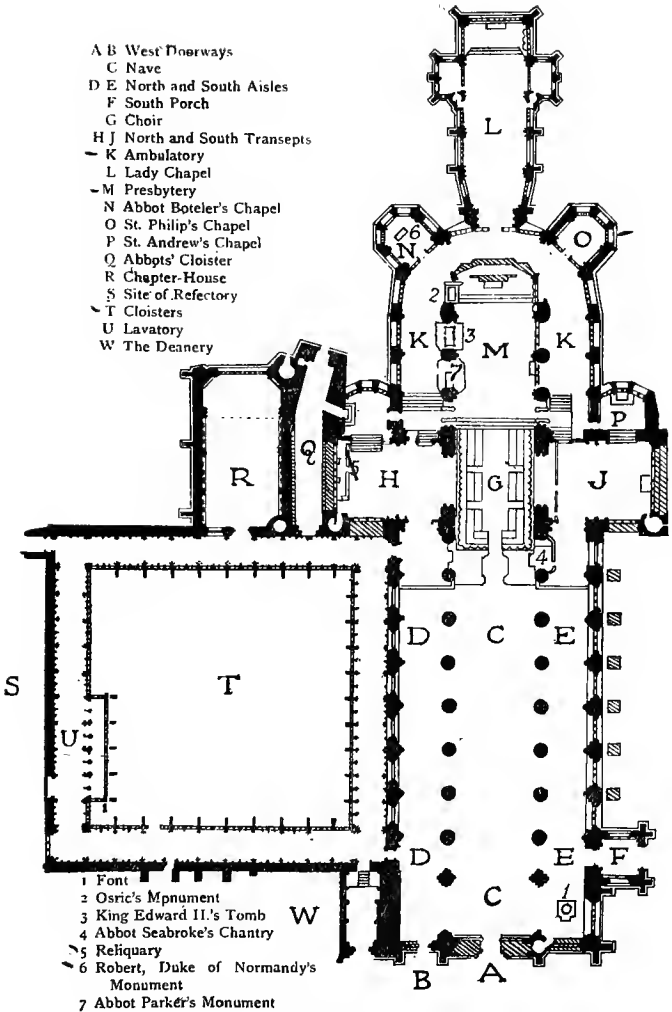 A B West Doorways
C Nave
D E North and South Aisles
F South Porch
G Choir
H J North and South Transepts
K Ambulatory
L Lady Chapel
M Presbytery
N Abbot Boteler's Chapel
O St. Philip's Chapel
P St. Andrew's Chapel
Q Abbots' Cloister
R Chapter-House
S Site of Refectory
T Cloisters
U Lavatory
W The Deanery
L
6
N
O
2
K
3
M
K
7
P
R
Q
5
H
G
J
4
D
C
E
S
T
U
D
E
F
C
1
W
B
A
1 Font
2 Osric's Monument
3 King Edward II.'s Tomb
4 Abbot Seabroke's Chantry
5 Reliquary
6 Robert, Duke of Normandy's
Monument
7 Abbot Parker's Monument